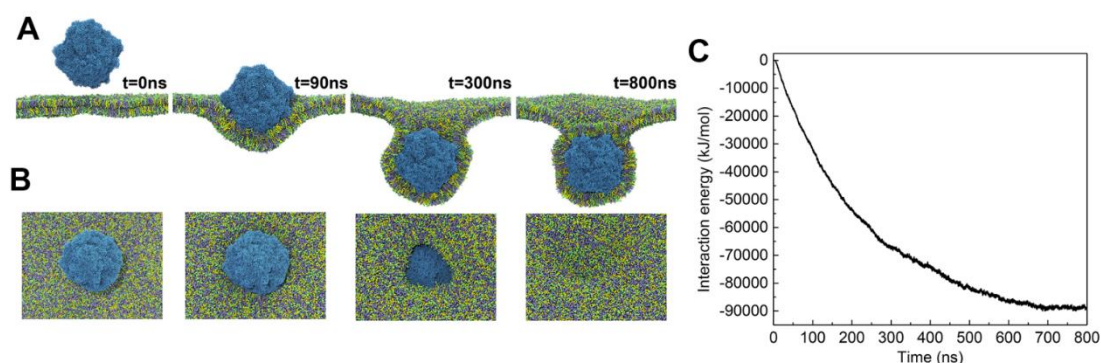 A
t=0ns
t=90ns
t=300ns
t=800ns
B
C
0
-10000
-20000
-30000
-40000
-50000
-60000
-70000
-80000
-90000
Interaction energy (kJ/mol)
0 100 200 300 400 500 600 700 800
Time (ns)